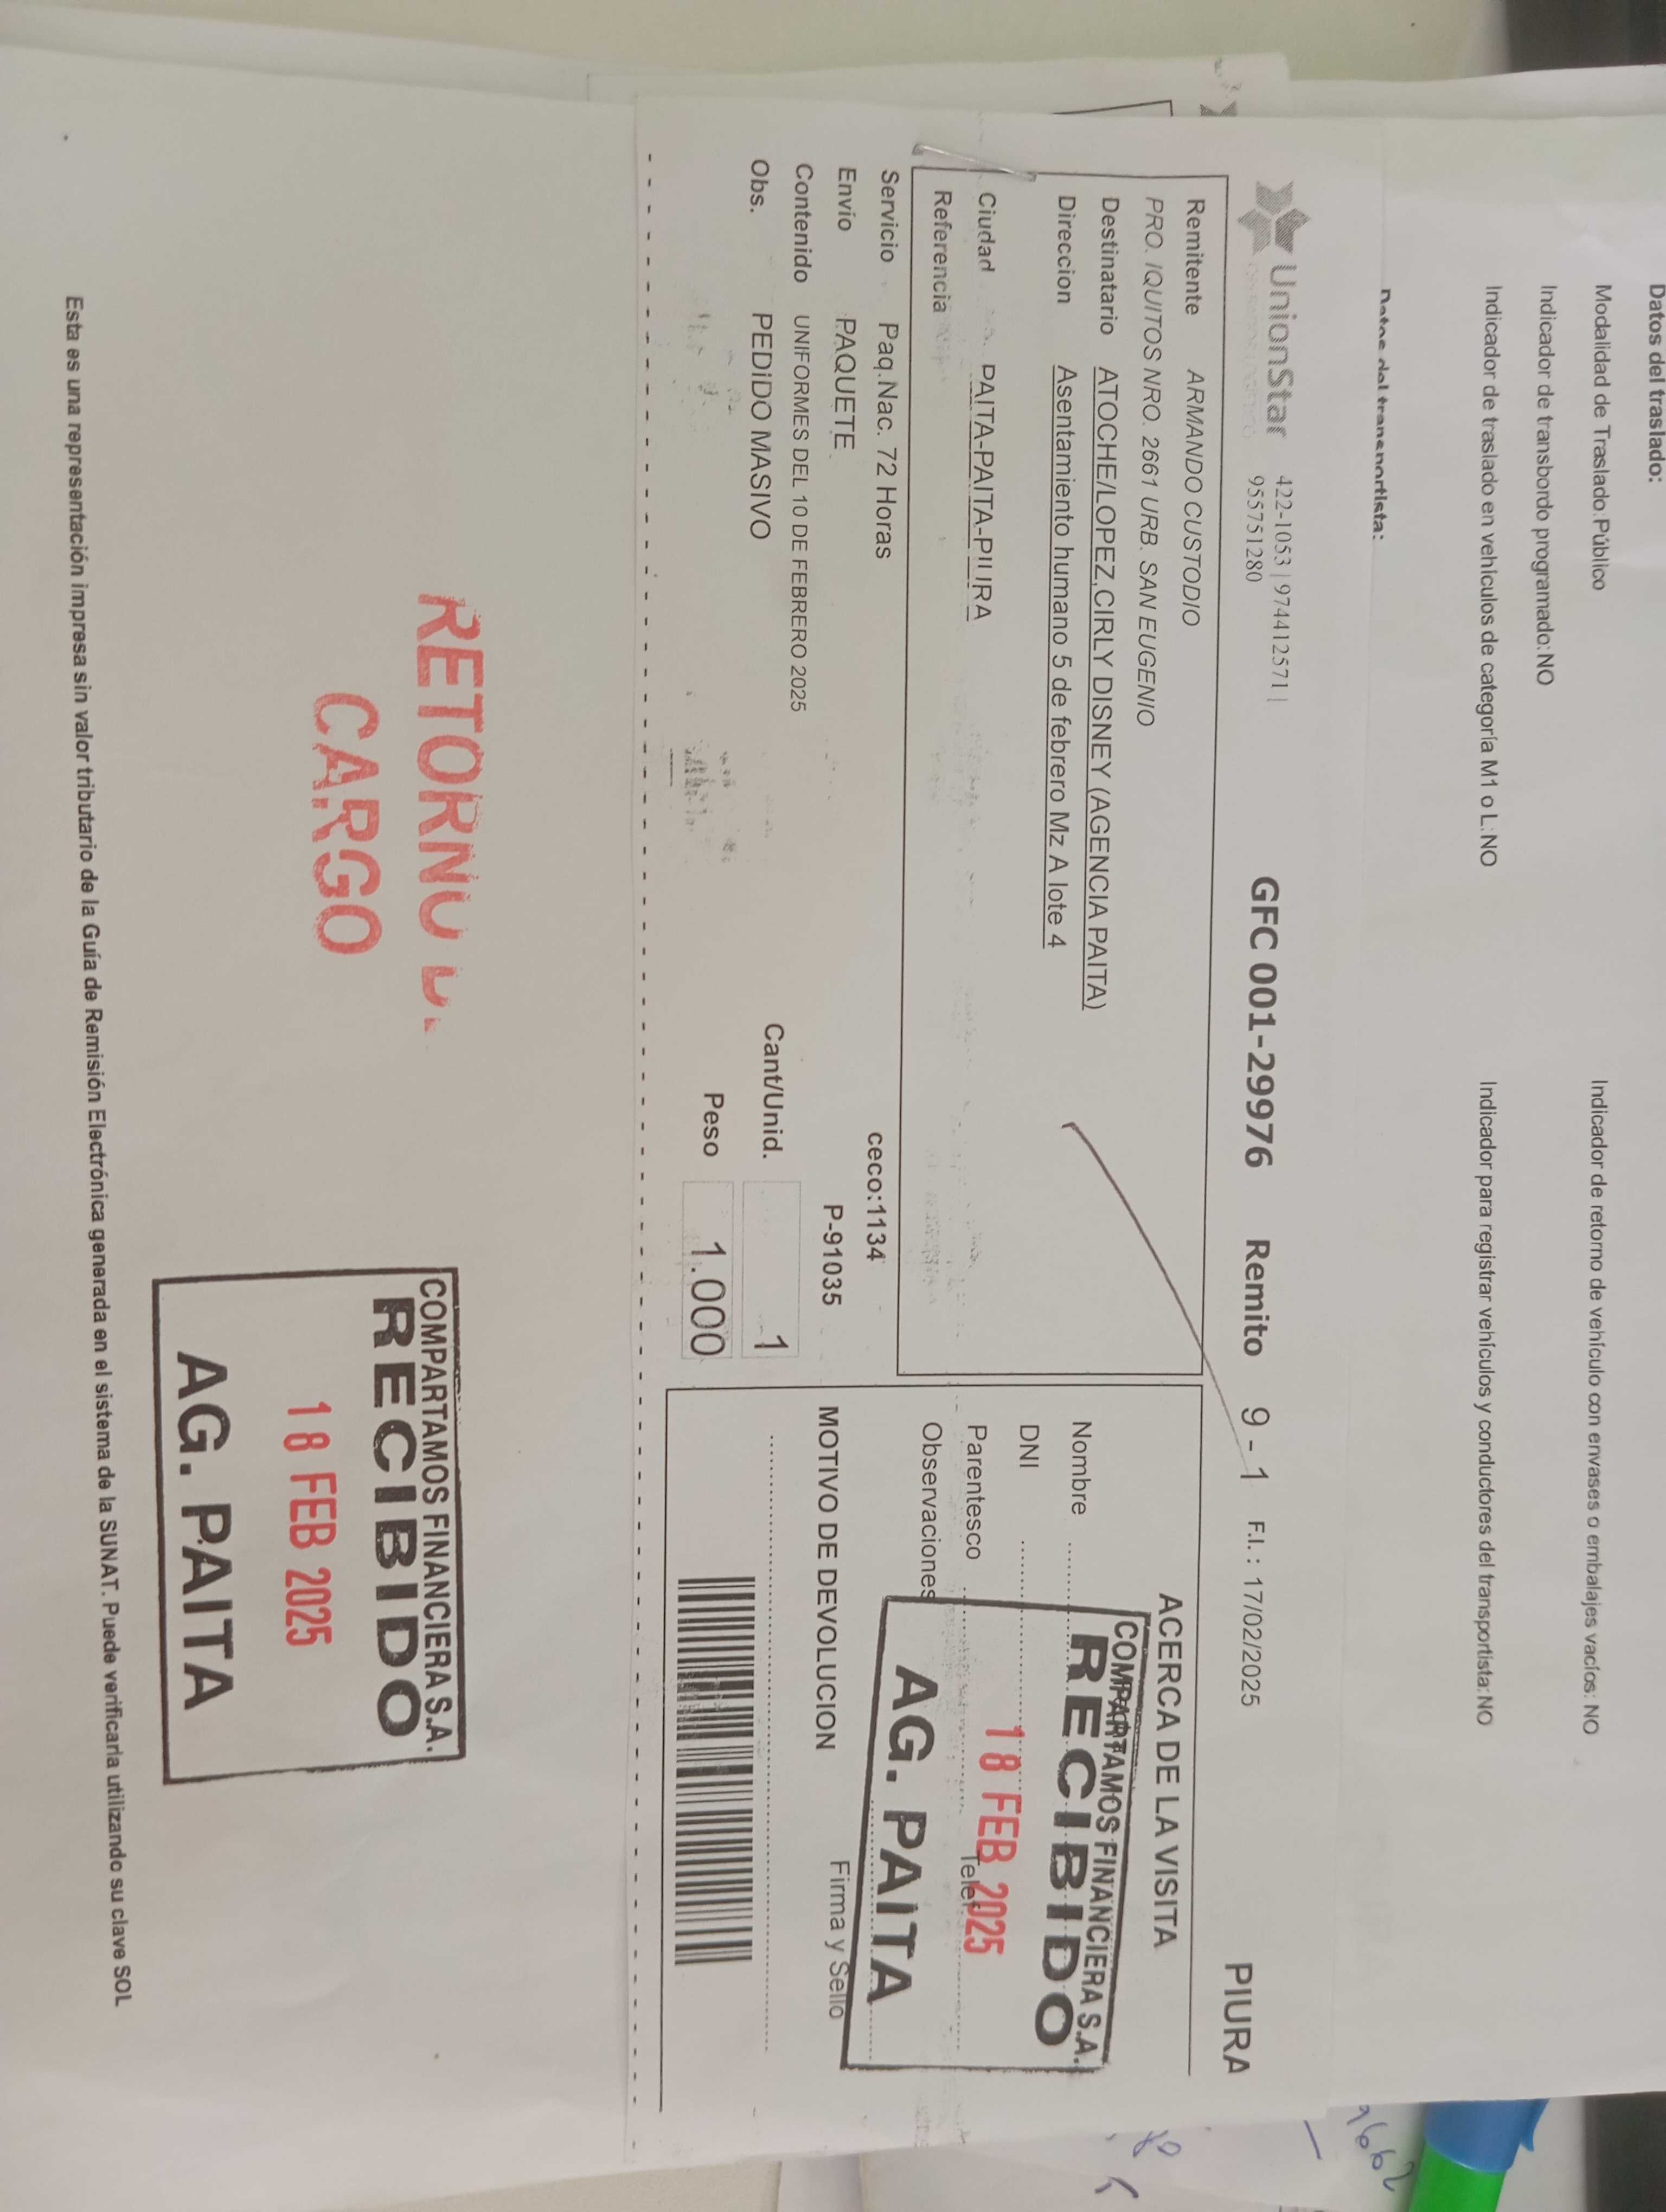 Datos del traslado:
Modalidad de Traslado:Público
Indicador de retorno de vehículo con envases o embalajes vacíos: NO
Indicador de transbordo programado:NO
Indicador de traslado en vehículos de categoría M1 o L:NO
Indicador para registrar vehículos y conductores del transportista:NO
Datos del transportista:
UnionStar
422-1053 | 974412571 |
955751280
GFC 001-29976 Remito 9 - 1 F.I. : 17/02/2025 PIURA
Remitente ARMANDO CUSTODIO
PRO. IQUITOS NRO. 2661 URB. SAN EUGENIO
Destinatario ATOCHE/LOPEZ,CIRLY DISNEY (AGENCIA PAITA)
Direccion Asentamiento humano 5 de febrero Mz A lote 4
Ciudad PAITA-PAITA-PIURA
Referencia
Servicio Paq.Nac. 72 Horas ceco:1134
Envio PAQUETE P-91035
Contenido UNIFORMES DEL 10 DE FEBRERO 2025
Obs. PEDIDO MASIVO
Cant/Unid. 1
Peso 1.000
ACERCA DE LA VISITA
Nombre
DNI
Parentesco
Telef
Observaciones
COMPARTAMOS FINANCIERA S.A.
RECIBIDO
18 FEB 2025
AG. PAITA
MOTIVO DE DEVOLUCION
Firma y Sello
RETORNO
CARGO
COMPARTAMOS FINANCIERA S.A.
RECIBIDO
18 FEB 2025
AG. PAITA
Esta es una representación impresa sin valor tributario de la Guía de Remisión Electrónica generada en el sistema de la SUNAT. Puede verificarla utilizando su clave SOL